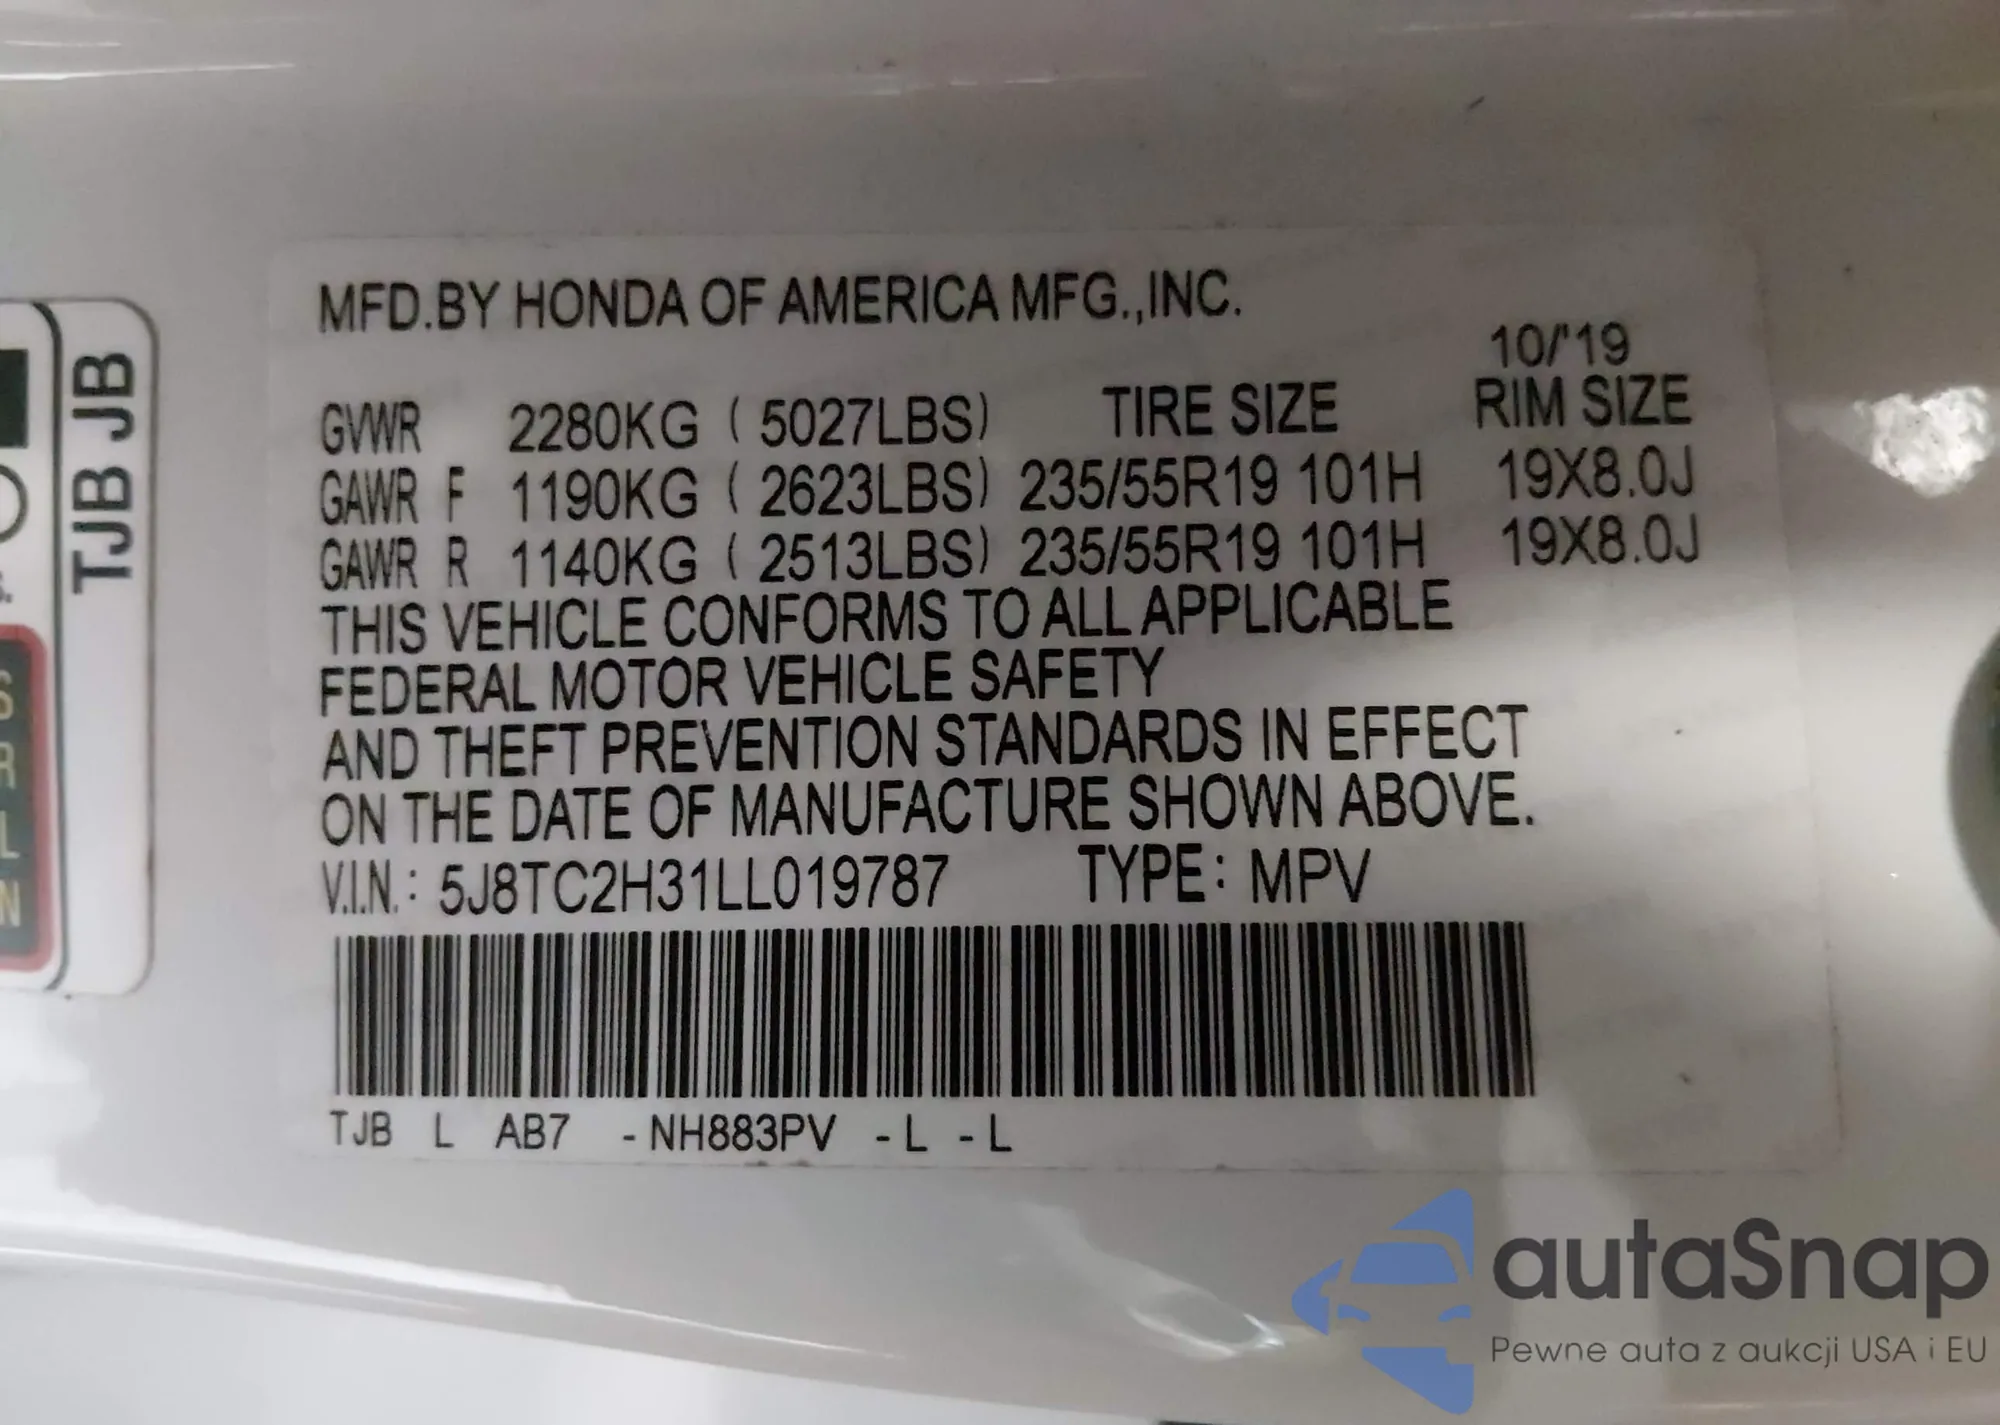 MFD.BY HONDA OF AMERICA MFG.,INC.
10/'19
GVWR 2280KG ( 5027LBS) TIRE SIZE RIM SIZE
GAWR F 1190KG ( 2623LBS) 235/55R19 101H 19X8.0J
GAWR R 1140KG ( 2513LBS) 235/55R19 101H 19X8.0J
THIS VEHICLE CONFORMS TO ALL APPLICABLE
FEDERAL MOTOR VEHICLE SAFETY
AND THEFT PREVENTION STANDARDS IN EFFECT
ON THE DATE OF MANUFACTURE SHOWN ABOVE.
V.I.N.: 5J8TC2H31LL019787 TYPE: MPV
TJB L AB7 -NH883PV -L -L
TJB JB
autaSnap
Pewne auta z aukcji USA i EU